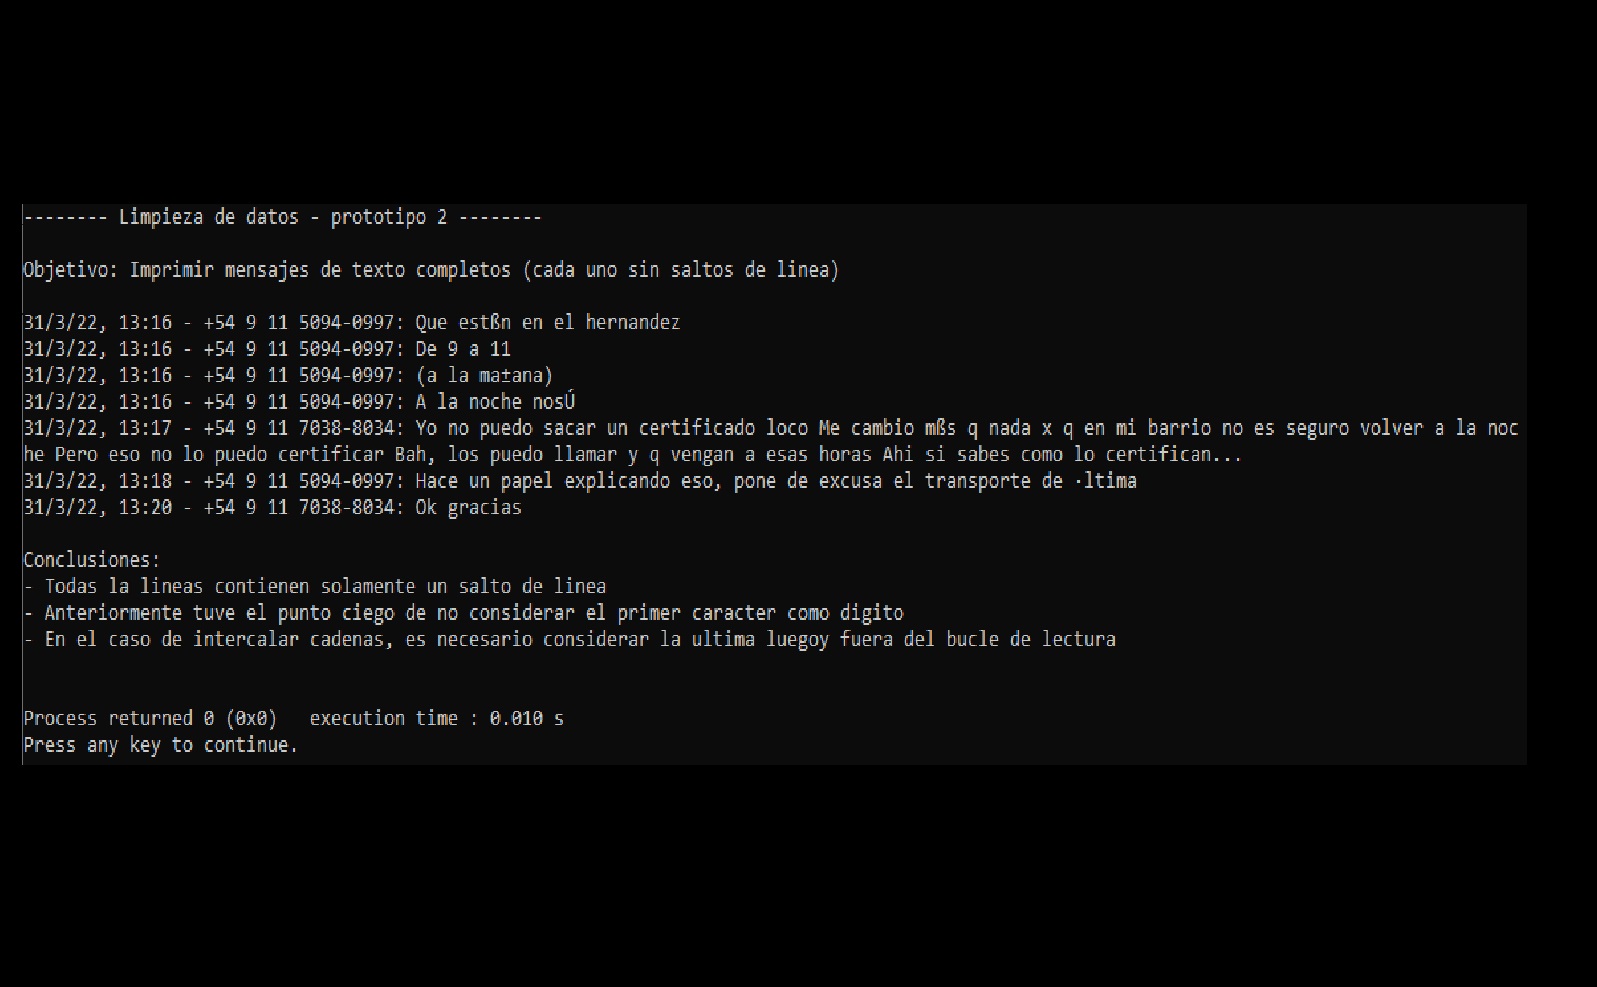 -------- Limpieza de datos - prototipo 2 --------
Objetivo: Imprimir mensajes de texto completos (cada uno sin saltos de linea)
31/3/22, 13:16 - +54 9 11 5094-0997: Que estßn en el hernandez
31/3/22, 13:16 - +54 9 11 5094-0997: De 9 a 11
31/3/22, 13:16 - +54 9 11 5094-0997: (a la ma±ana)
31/3/22, 13:16 - +54 9 11 5094-0997: A la noche nosÚ
31/3/22, 13:17 - +54 9 11 7038-8034: Yo no puedo sacar un certificado loco Me cambio mßs q nada x q en mi barrio no es seguro volver a la noc
he Pero eso no lo puedo certificar Bah, los puedo llamar y q vengan a esas horas Ahi si sabes como lo certifican...
31/3/22, 13:18 - +54 9 11 5094-0997: Hace un papel explicando eso, pone de excusa el transporte de ·ltima
31/3/22, 13:20 - +54 9 11 7038-8034: Ok gracias
Conclusiones:
- Todas la lineas contienen solamente un salto de linea
- Anteriormente tuve el punto ciego de no considerar el primer caracter como digito
- En el caso de intercalar cadenas, es necesario considerar la ultima luegoy fuera del bucle de lectura
Process returned 0 (0x0)   execution time : 0.010 s
Press any key to continue.